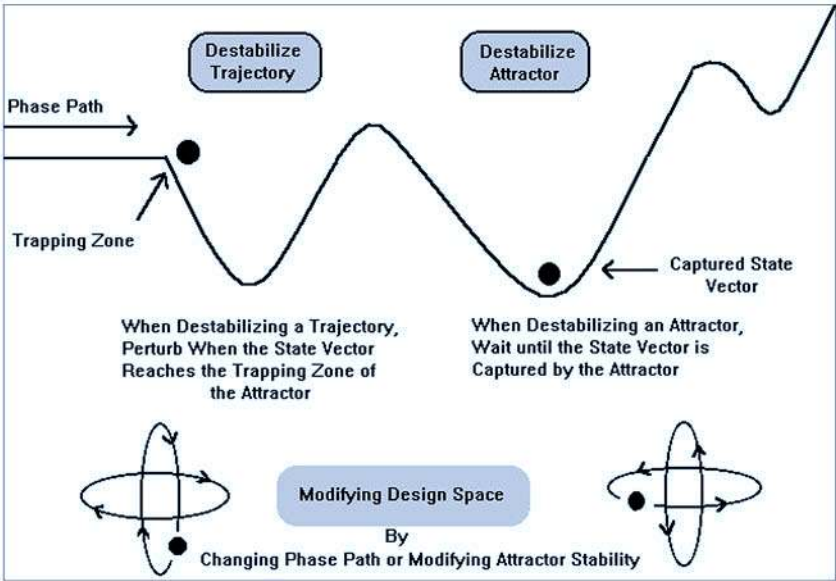 Destabilize
Trajectory
Destabilize
Attractor
Phase Path
Trapping Zone
Captured State
Vector
When Destabilizing a Trajectory,
Perturb When the State Vector
Reaches the Trapping Zone of
the Attractor
When Destabilizing an Attractor,
Wait until the State Vector is
Captured by the Attractor
Modifying Design Space
By
Changing Phase Path or Modifying Attractor Stability